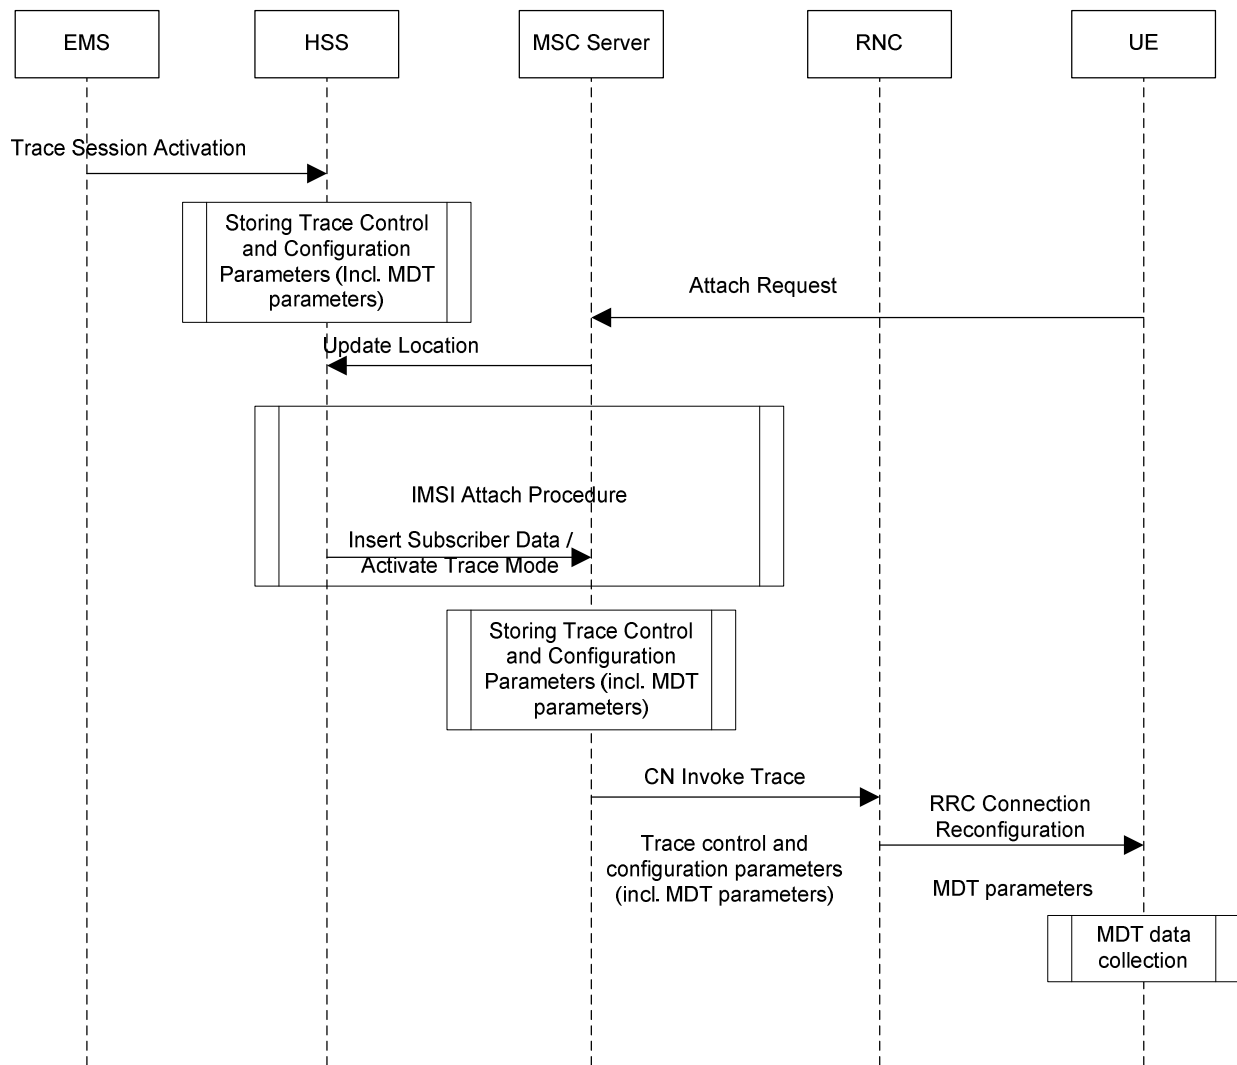 EMS
HSS
MSC Server
RNC
UE
Trace Session Activation
Storing Trace Control
and Configuration
Parameters (Incl. MDT
parameters)
Attach Request
Update Location
IMSI Attach Procedure
Insert Subscriber Data /
Activate Trace Mode
Storing Trace Control
and Configuration
Parameters (incl. MDT
parameters)
CN Invoke Trace
Trace control and
configuration parameters
(incl. MDT parameters)
RRC Connection
Reconfiguration
MDT parameters
MDT data
collection